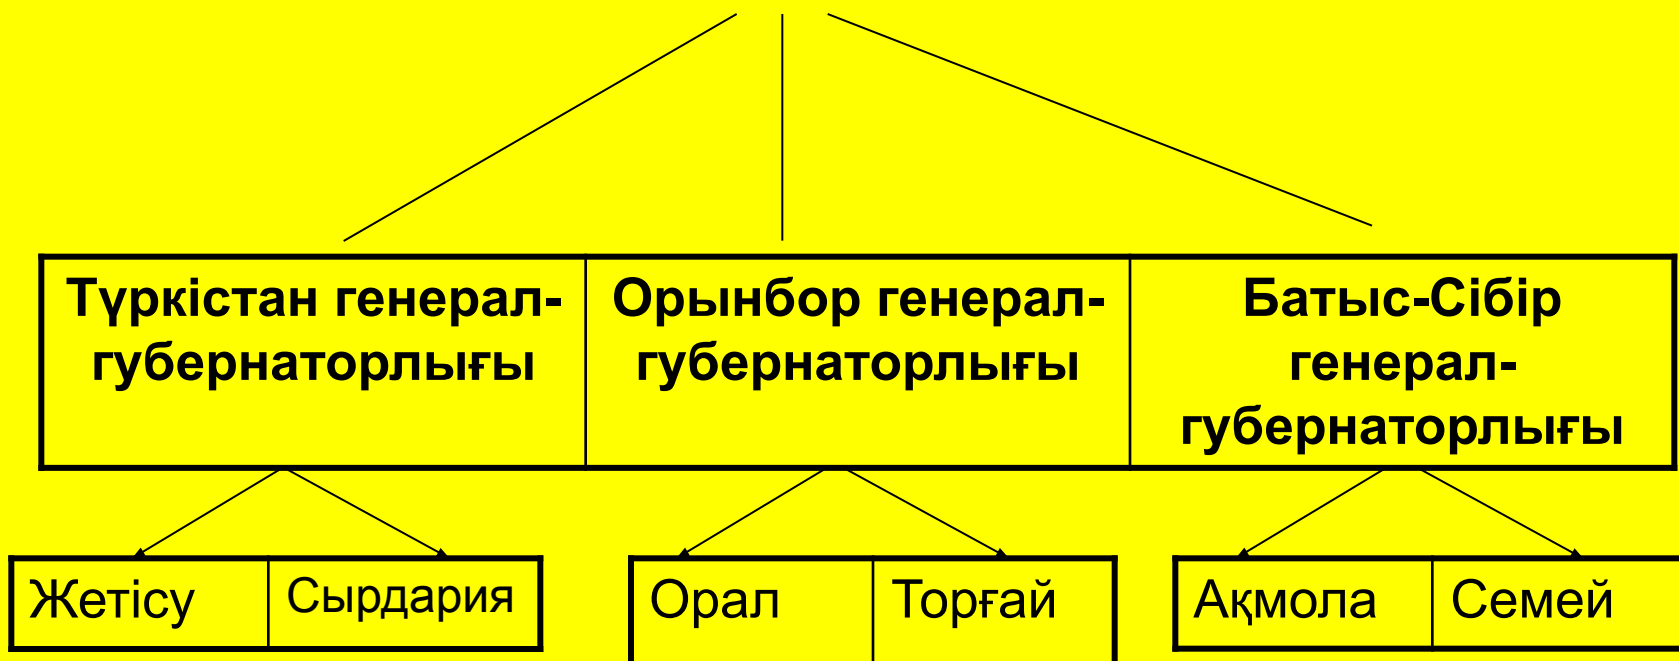 Түркістан генерал-
губернаторлығы
Орынбор генерал-
губернаторлығы
Батыс-Сібір
генерал-
губернаторлығы
Жетісу
Сырдария
Орал
Торғай
Ақмола
Семей